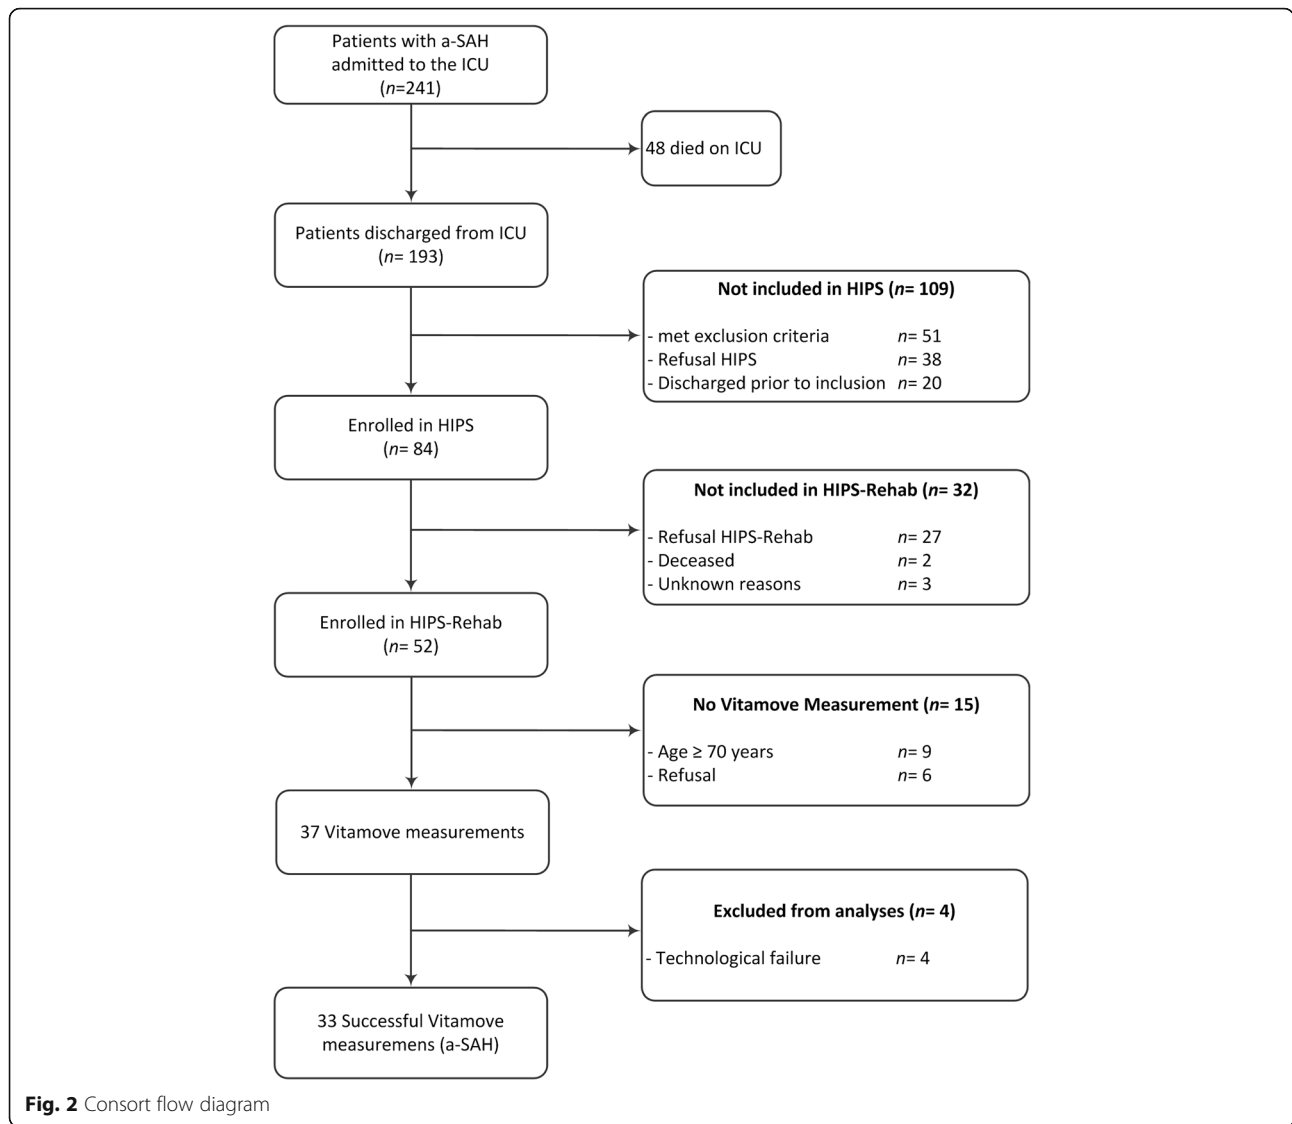 Patients with a-SAH
admitted to the ICU
(n=241)
48 died on ICU
Patients discharged from ICU
(n= 193)
Not included in HIPS (n= 109)
- met exclusion criteria n= 51
- Refusal HIPS n= 38
- Discharged prior to inclusion n= 20
Enrolled in HIPS
(n= 84)
Not included in HIPS-Rehab (n= 32)
- Refusal HIPS-Rehab n= 27
- Deceased n= 2
- Unknown reasons n= 3
Enrolled in HIPS-Rehab
(n= 52)
No Vitamove Measurement (n= 15)
- Age ≥ 70 years n= 9
- Refusal n= 6
37 Vitamove measurements
Excluded from analyses (n= 4)
- Technological failure n= 4
33 Successful Vitamove
measuremens (a-SAH)
Fig. 2 Consort flow diagram